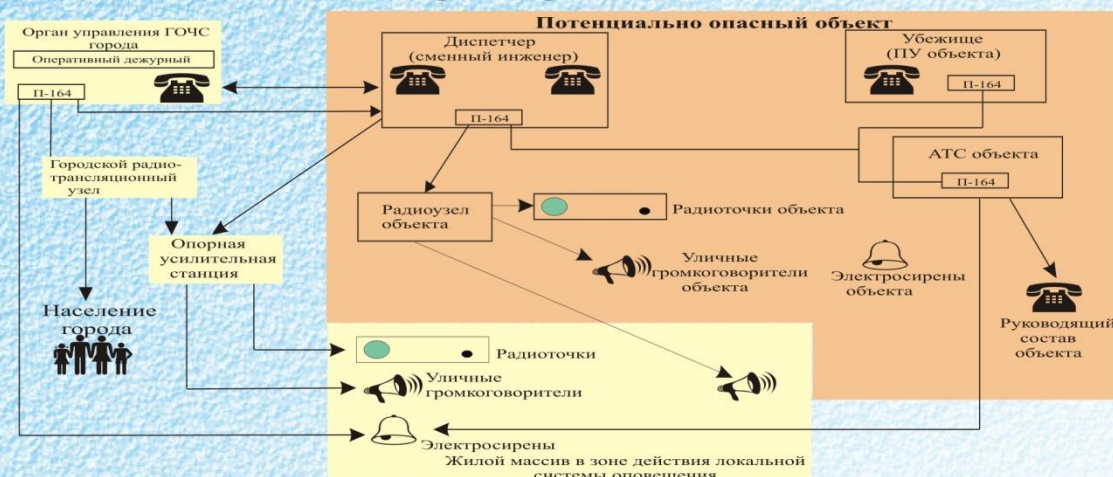 Потенциально опасный объект
Орган управления ГОЧС
города
Оперативный дежурный
П-164
Диспетчер
(сменный инженер)
П-164
Убежище
(ПУ объекта)
П-164
АТС объекта
П-164
Городской радио-
трансляционный
узел
Радиоузел
объекта
Радиоточки объекта
Опорная
усилительная
станция
Уличные
громкоговорители
объекта
Электросирены
объекта
Руководящий
состав
объекта
Население
города
Радиоточки
Уличные
громкоговорители
Электросирены
Жилой массив в зоне действия локальной
системы оповещения